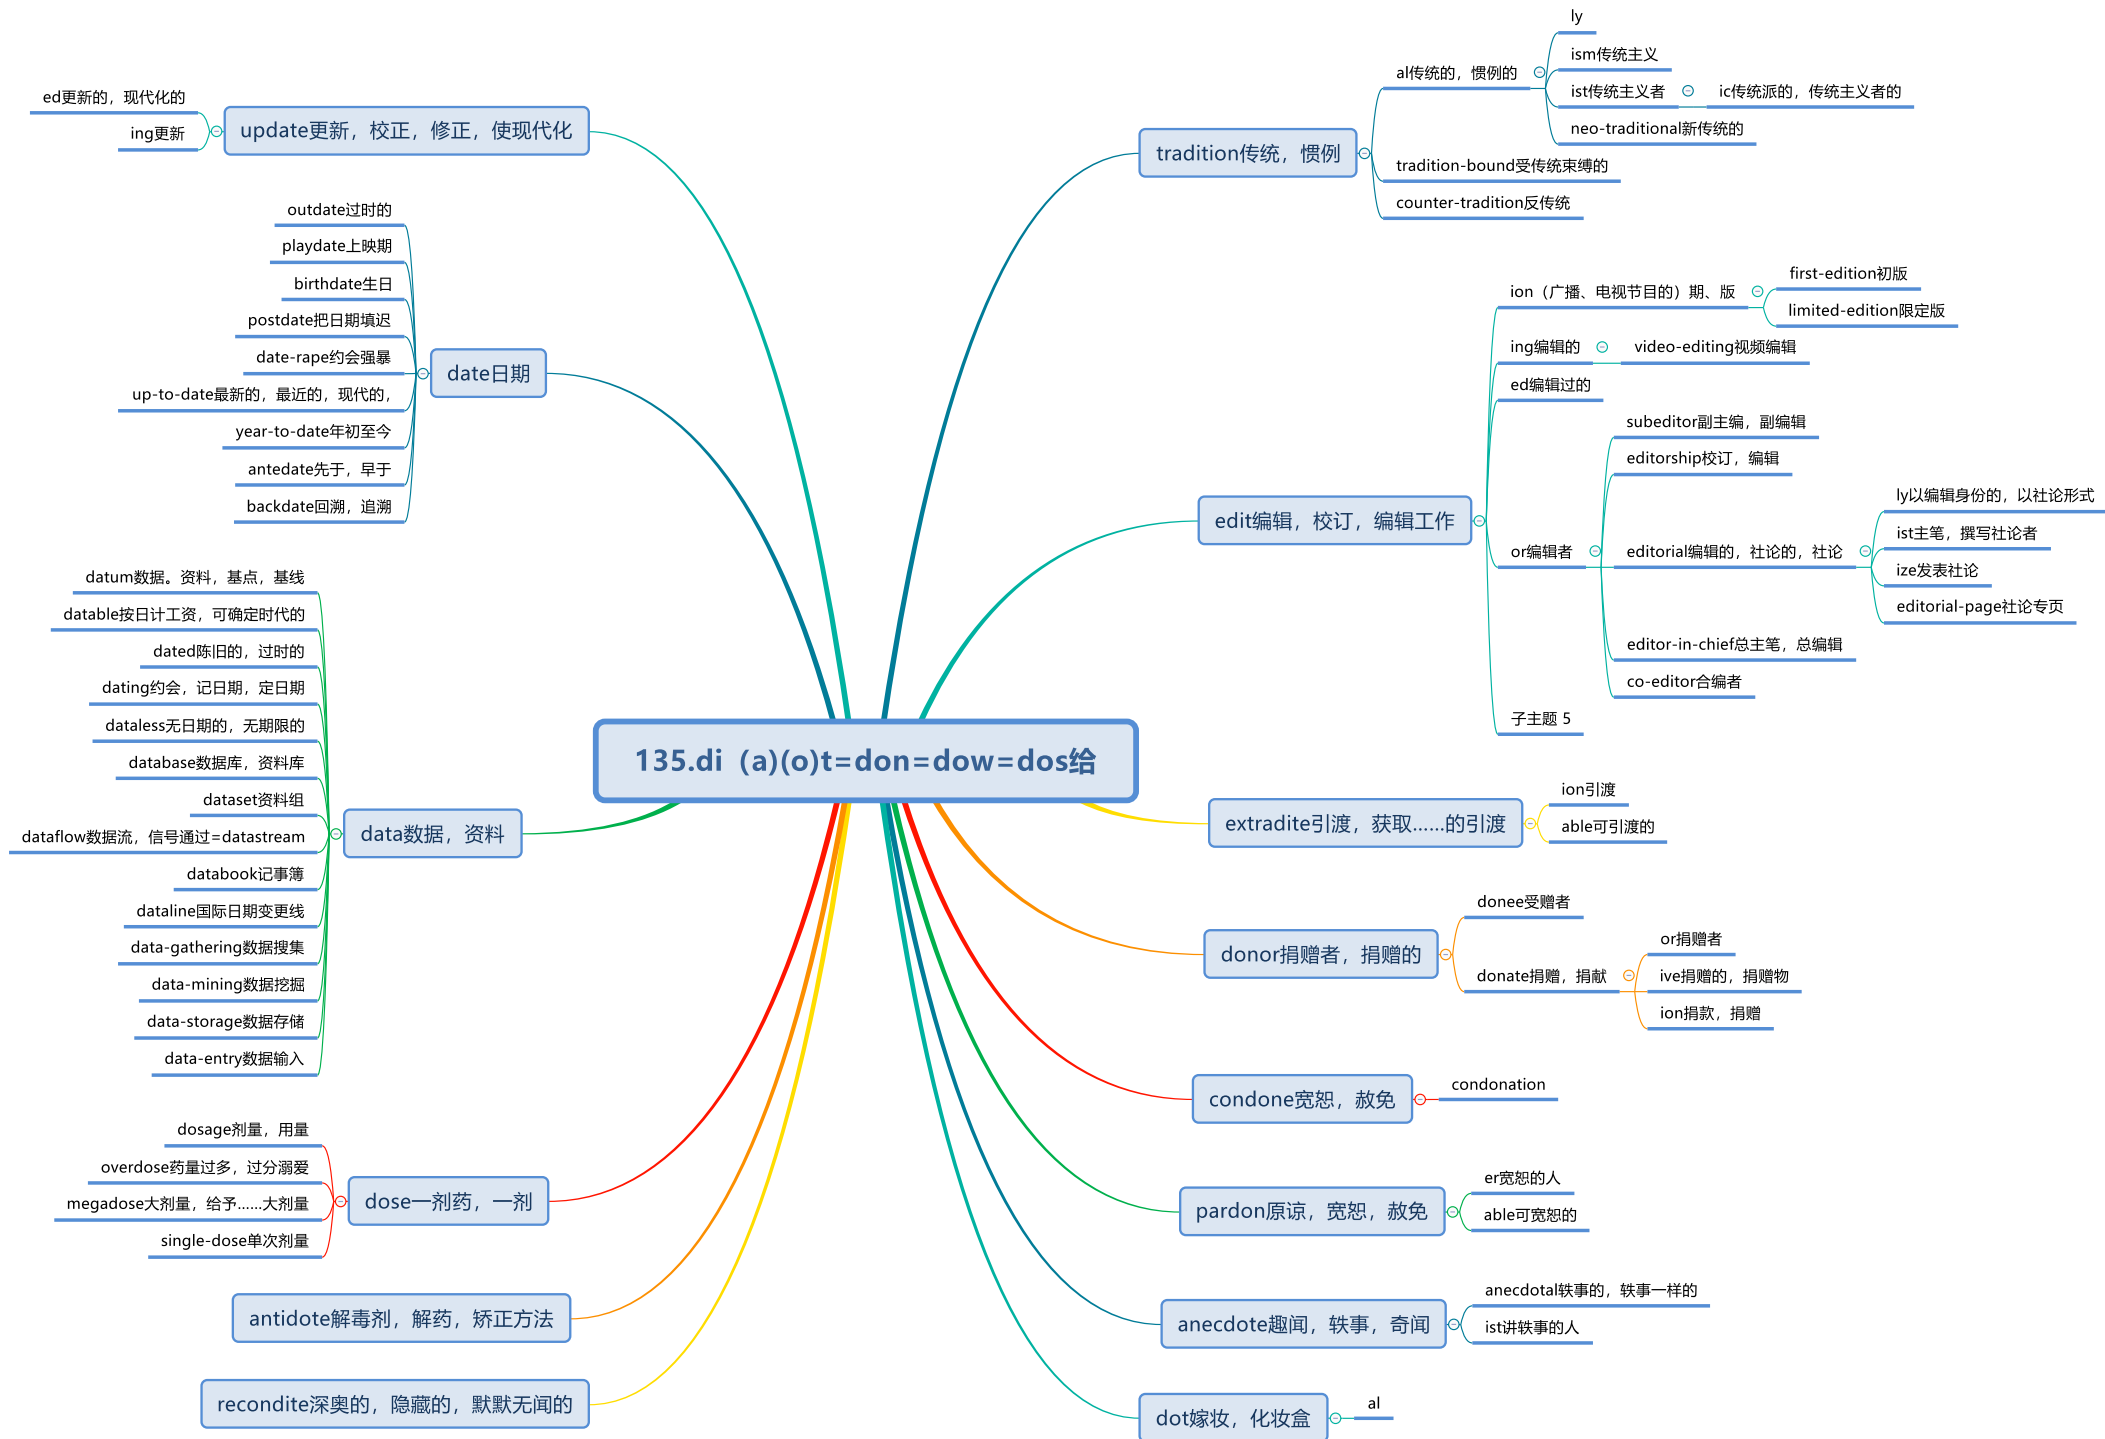 135.di（a)(o)t=don=dow=dos给
tradition传统，惯例
al传统的，惯例的
ly
ism传统主义
ist传统主义者
ic传统派的，传统主义者的
neo-traditional新传统的
tradition-bound受传统束缚的
counter-tradition反传统
edit编辑，校订，编辑工作
ion（广播、电视节目的）期、版
first-edition初版
limited-edition限定版
ing编辑的
video-editing视频编辑
ed编辑过的
or编辑者
subeditor副主编，副编辑
editorship校订，编辑
editorial编辑的，社论的，社论
ly以编辑身份的，以社论形式
ist主笔，撰写社论者
ize发表社论
editorial-page社论专页
editor-in-chief总主笔，总编辑
co-editor合编者
子主题 5
extradite引渡，获取……的引渡
ion引渡
able可引渡的
donor捐赠者，捐赠的
donee受赠者
donate捐赠，捐献
or捐赠者
ive捐赠的，捐赠物
ion捐款，捐赠
condone宽恕，赦免
condonation
pardon原谅，宽恕，赦免
er宽恕的人
able可宽恕的
anecdote趣闻，轶事，奇闻
anecdotal轶事的，轶事一样的
ist讲轶事的人
dot嫁妆，化妆盒
al
update更新，校正，修正，使现代化
ed更新的，现代化的
ing更新
date日期
outdate过时的
playdate上映期
birthdate生日
postdate把日期填迟
date-rape约会强暴
up-to-date最新的，最近的，现代的，
year-to-date年初至今
antedate先于，早于
backdate回溯，追溯
data数据，资料
datum数据。资料，基点，基线
datable按日计工资，可确定时代的
dated陈旧的，过时的
dating约会，记日期，定日期
dataless无日期的，无期限的
database数据库，资料库
dataset资料组
dataflow数据流，信号通过=datastream
databook记事簿
dataline国际日期变更线
data-gathering数据搜集
data-mining数据挖掘
data-storage数据存储
data-entry数据输入
dose一剂药，一剂
dosage剂量，用量
overdose药量过多，过分溺爱
megadose大剂量，给予……大剂量
single-dose单次剂量
antidote解毒剂，解药，矫正方法
recondite深奥的，隐藏的，默默无闻的